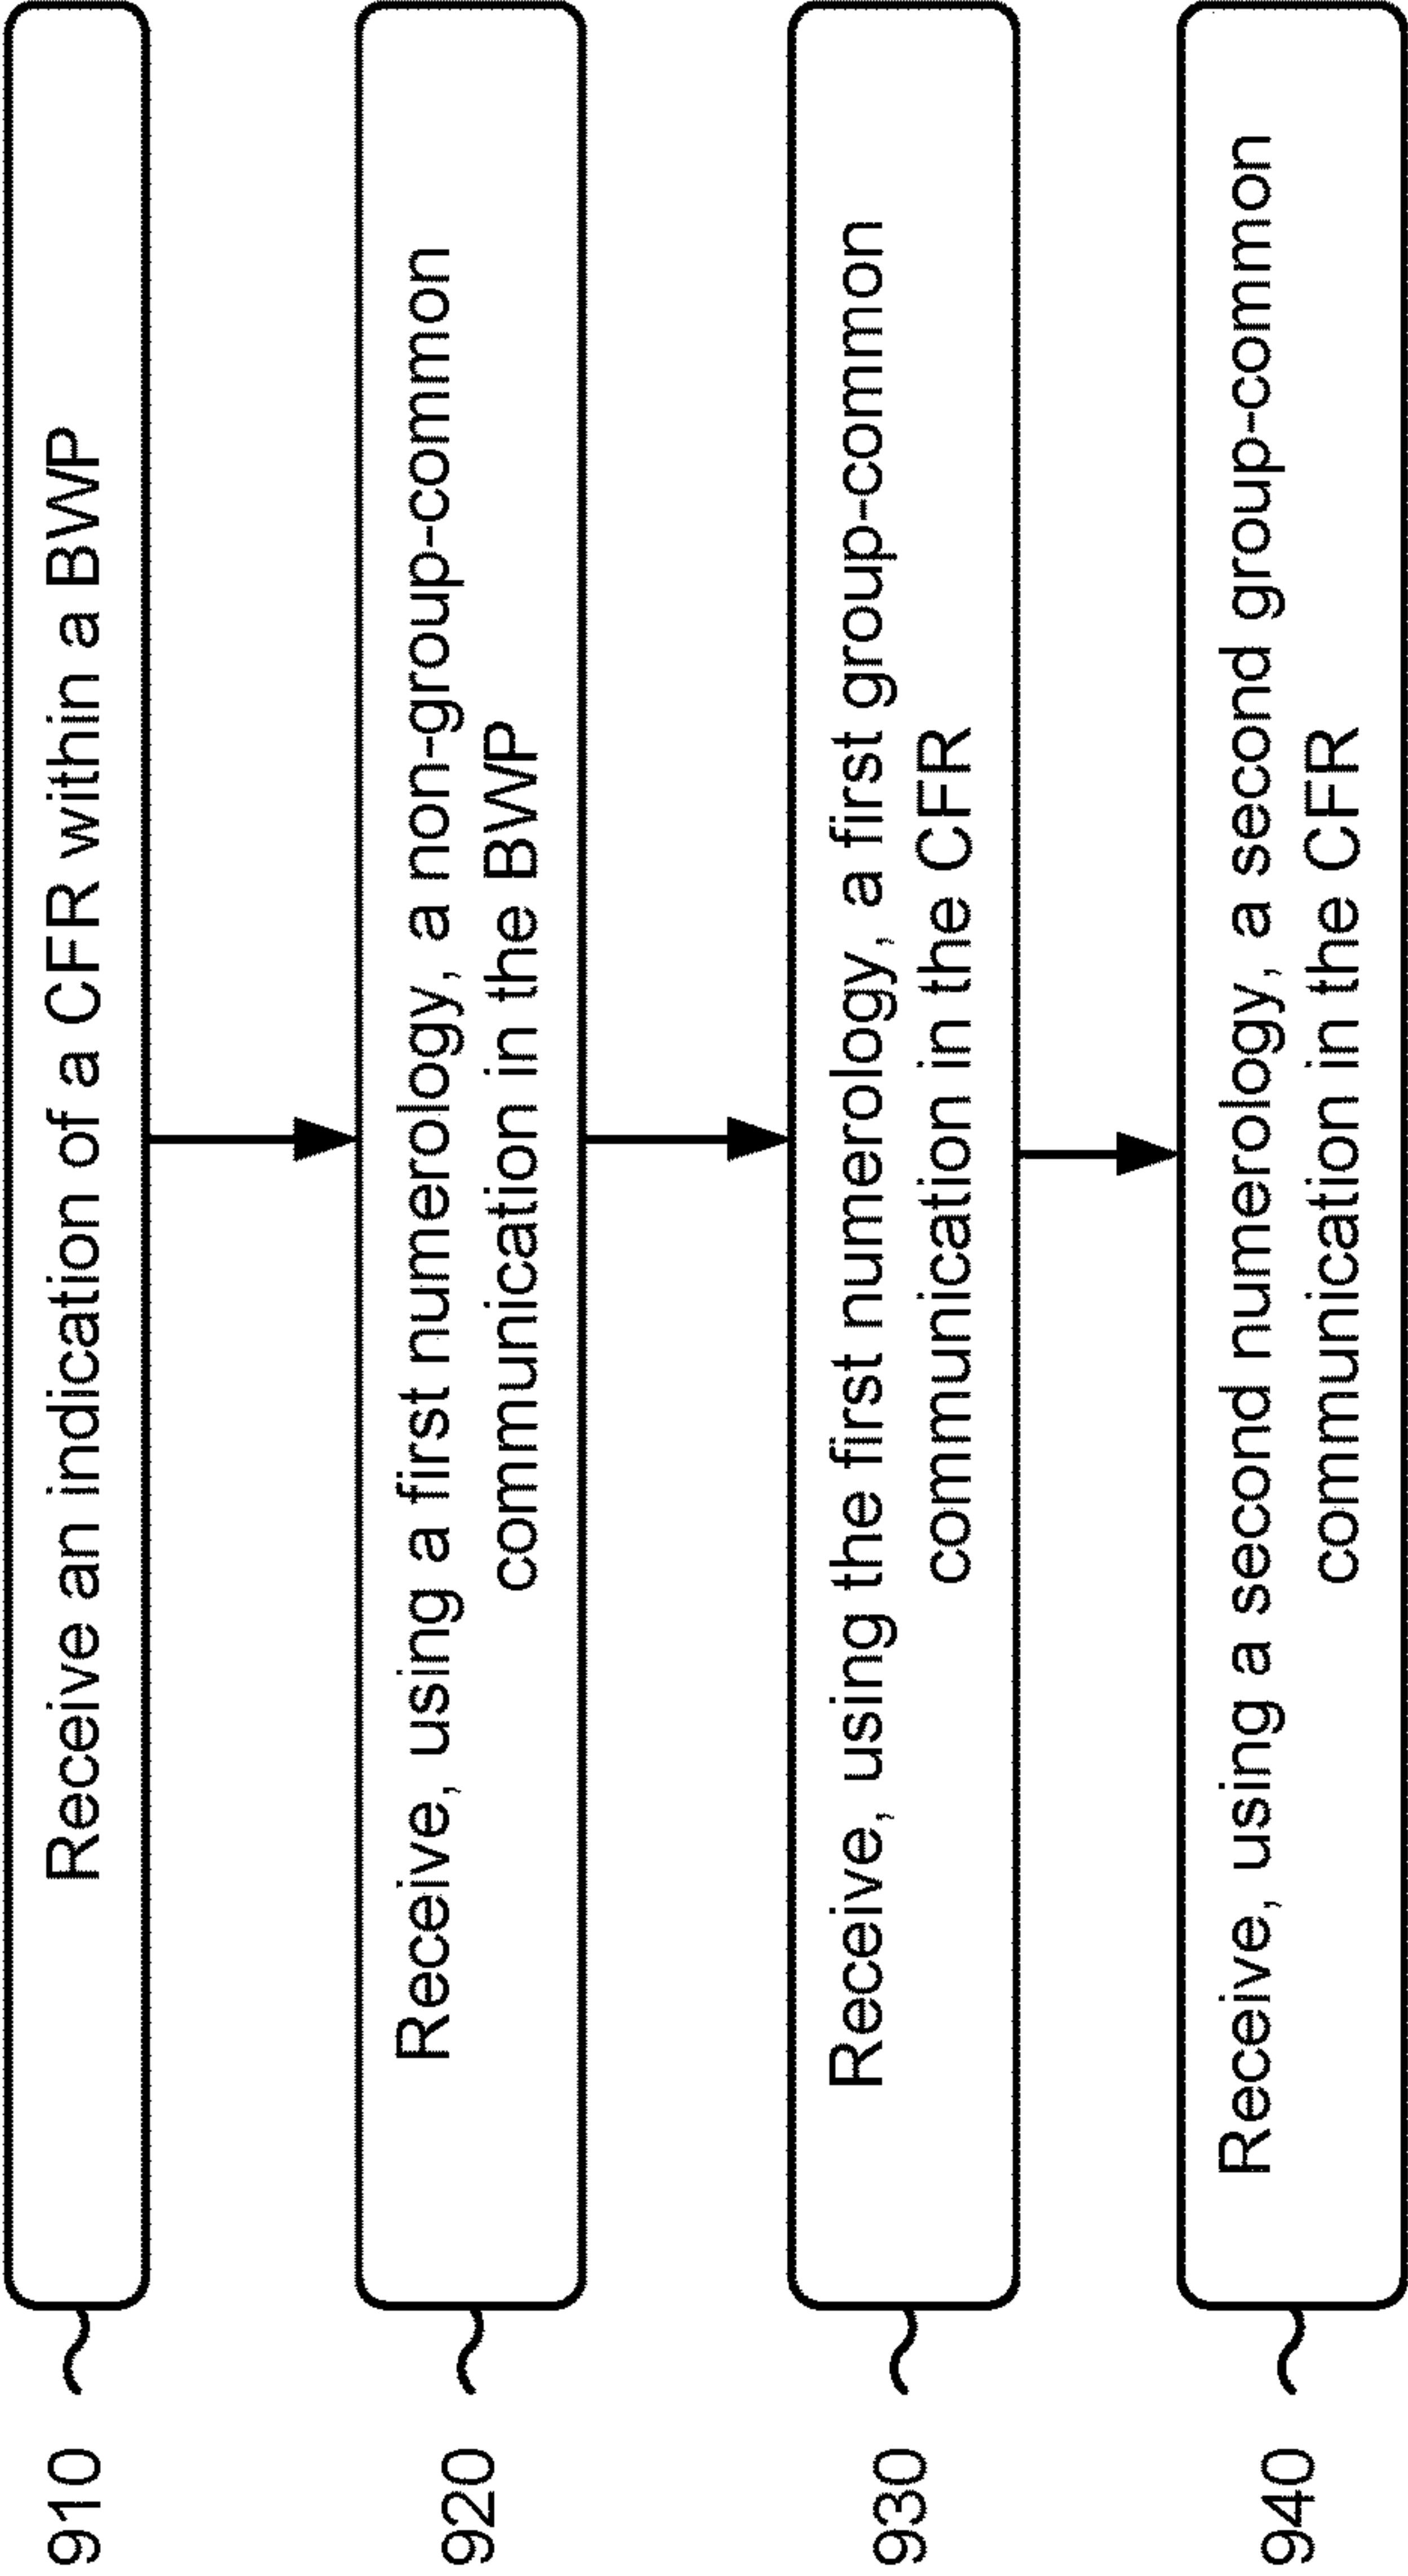 910
Receive an indication of a CFR within a BWP
920
Receive, using a first numerology, a non-group-common
communication in the BWP
930
Receive, using the first numerology, a first group-common
communication in the CFR
940
Receive, using a second numerology, a second group-common
communication in the CFR